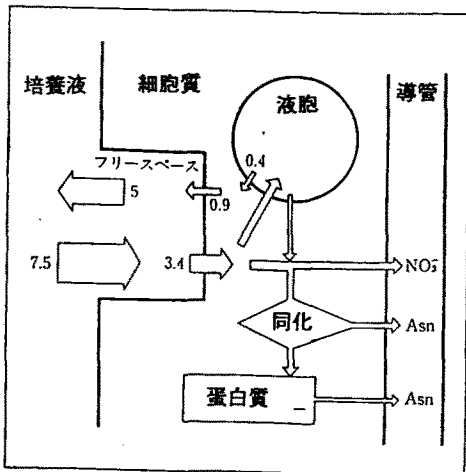 培養液 細胞質 導管
液胞
フリースペース 0.4
5 0.9
7.5 3.4 NO₃⁻
同化 Asn
蛋白質 Asn